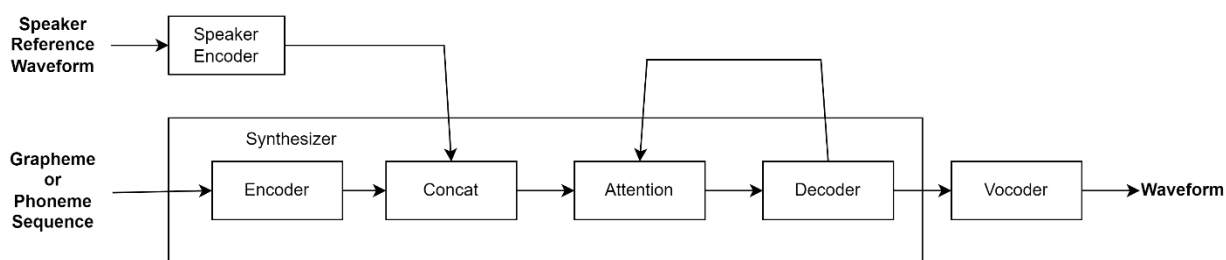 Speaker
Reference
Waveform
Speaker
Encoder
Synthesizer
Grapheme
or
Phoneme
Sequence
Encoder
Concat
Attention
Decoder
Vocoder
Waveform